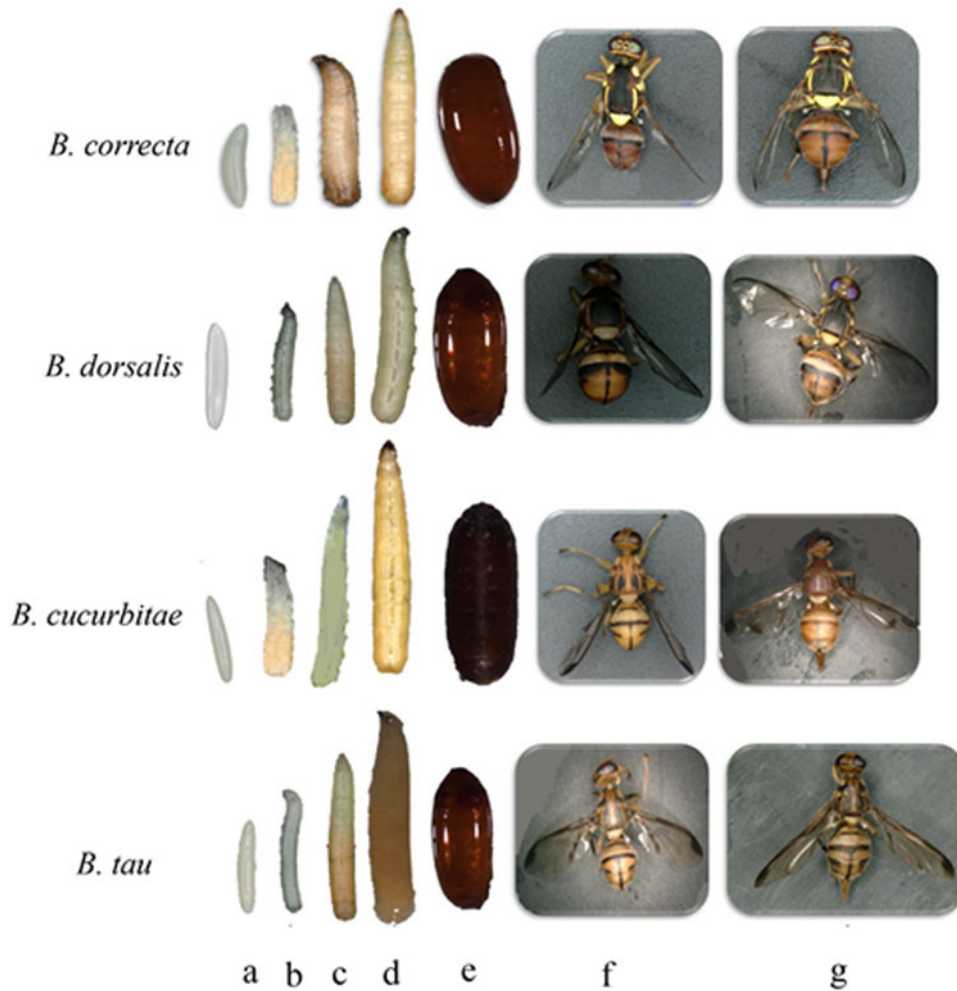 B. correcta
B. dorsalis
B. cucurbitae
B. tau
a b c d e f g